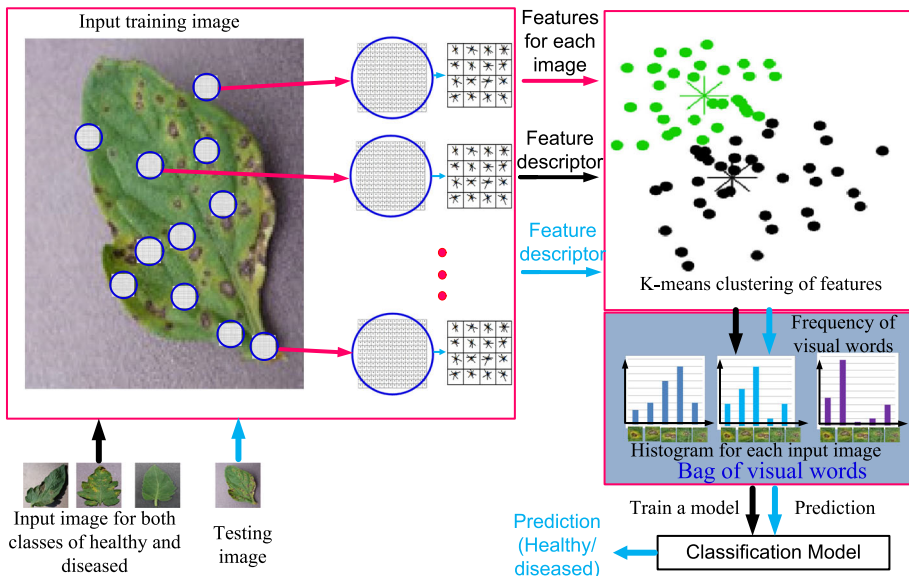 Input training image
Features
for each
image
Feature
descriptor
Feature
descriptor
K-means clustering of features
Frequency of
visual words
Histogram for each input image
Bag of visual words
Input image for both
classes of healthy and
diseased
Testing
image
Train a model
Prediction
Prediction
(Healthy/
diseased)
Classification Model